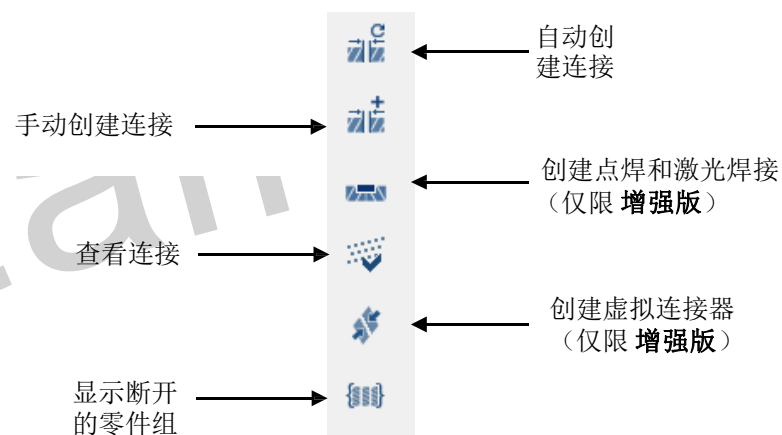 自动创
建连接
手动创建连接
创建点焊和激光焊接
（仅限 增强版）
查看连接
创建虚拟连接器
（仅限 增强版）
显示断开
的零件组